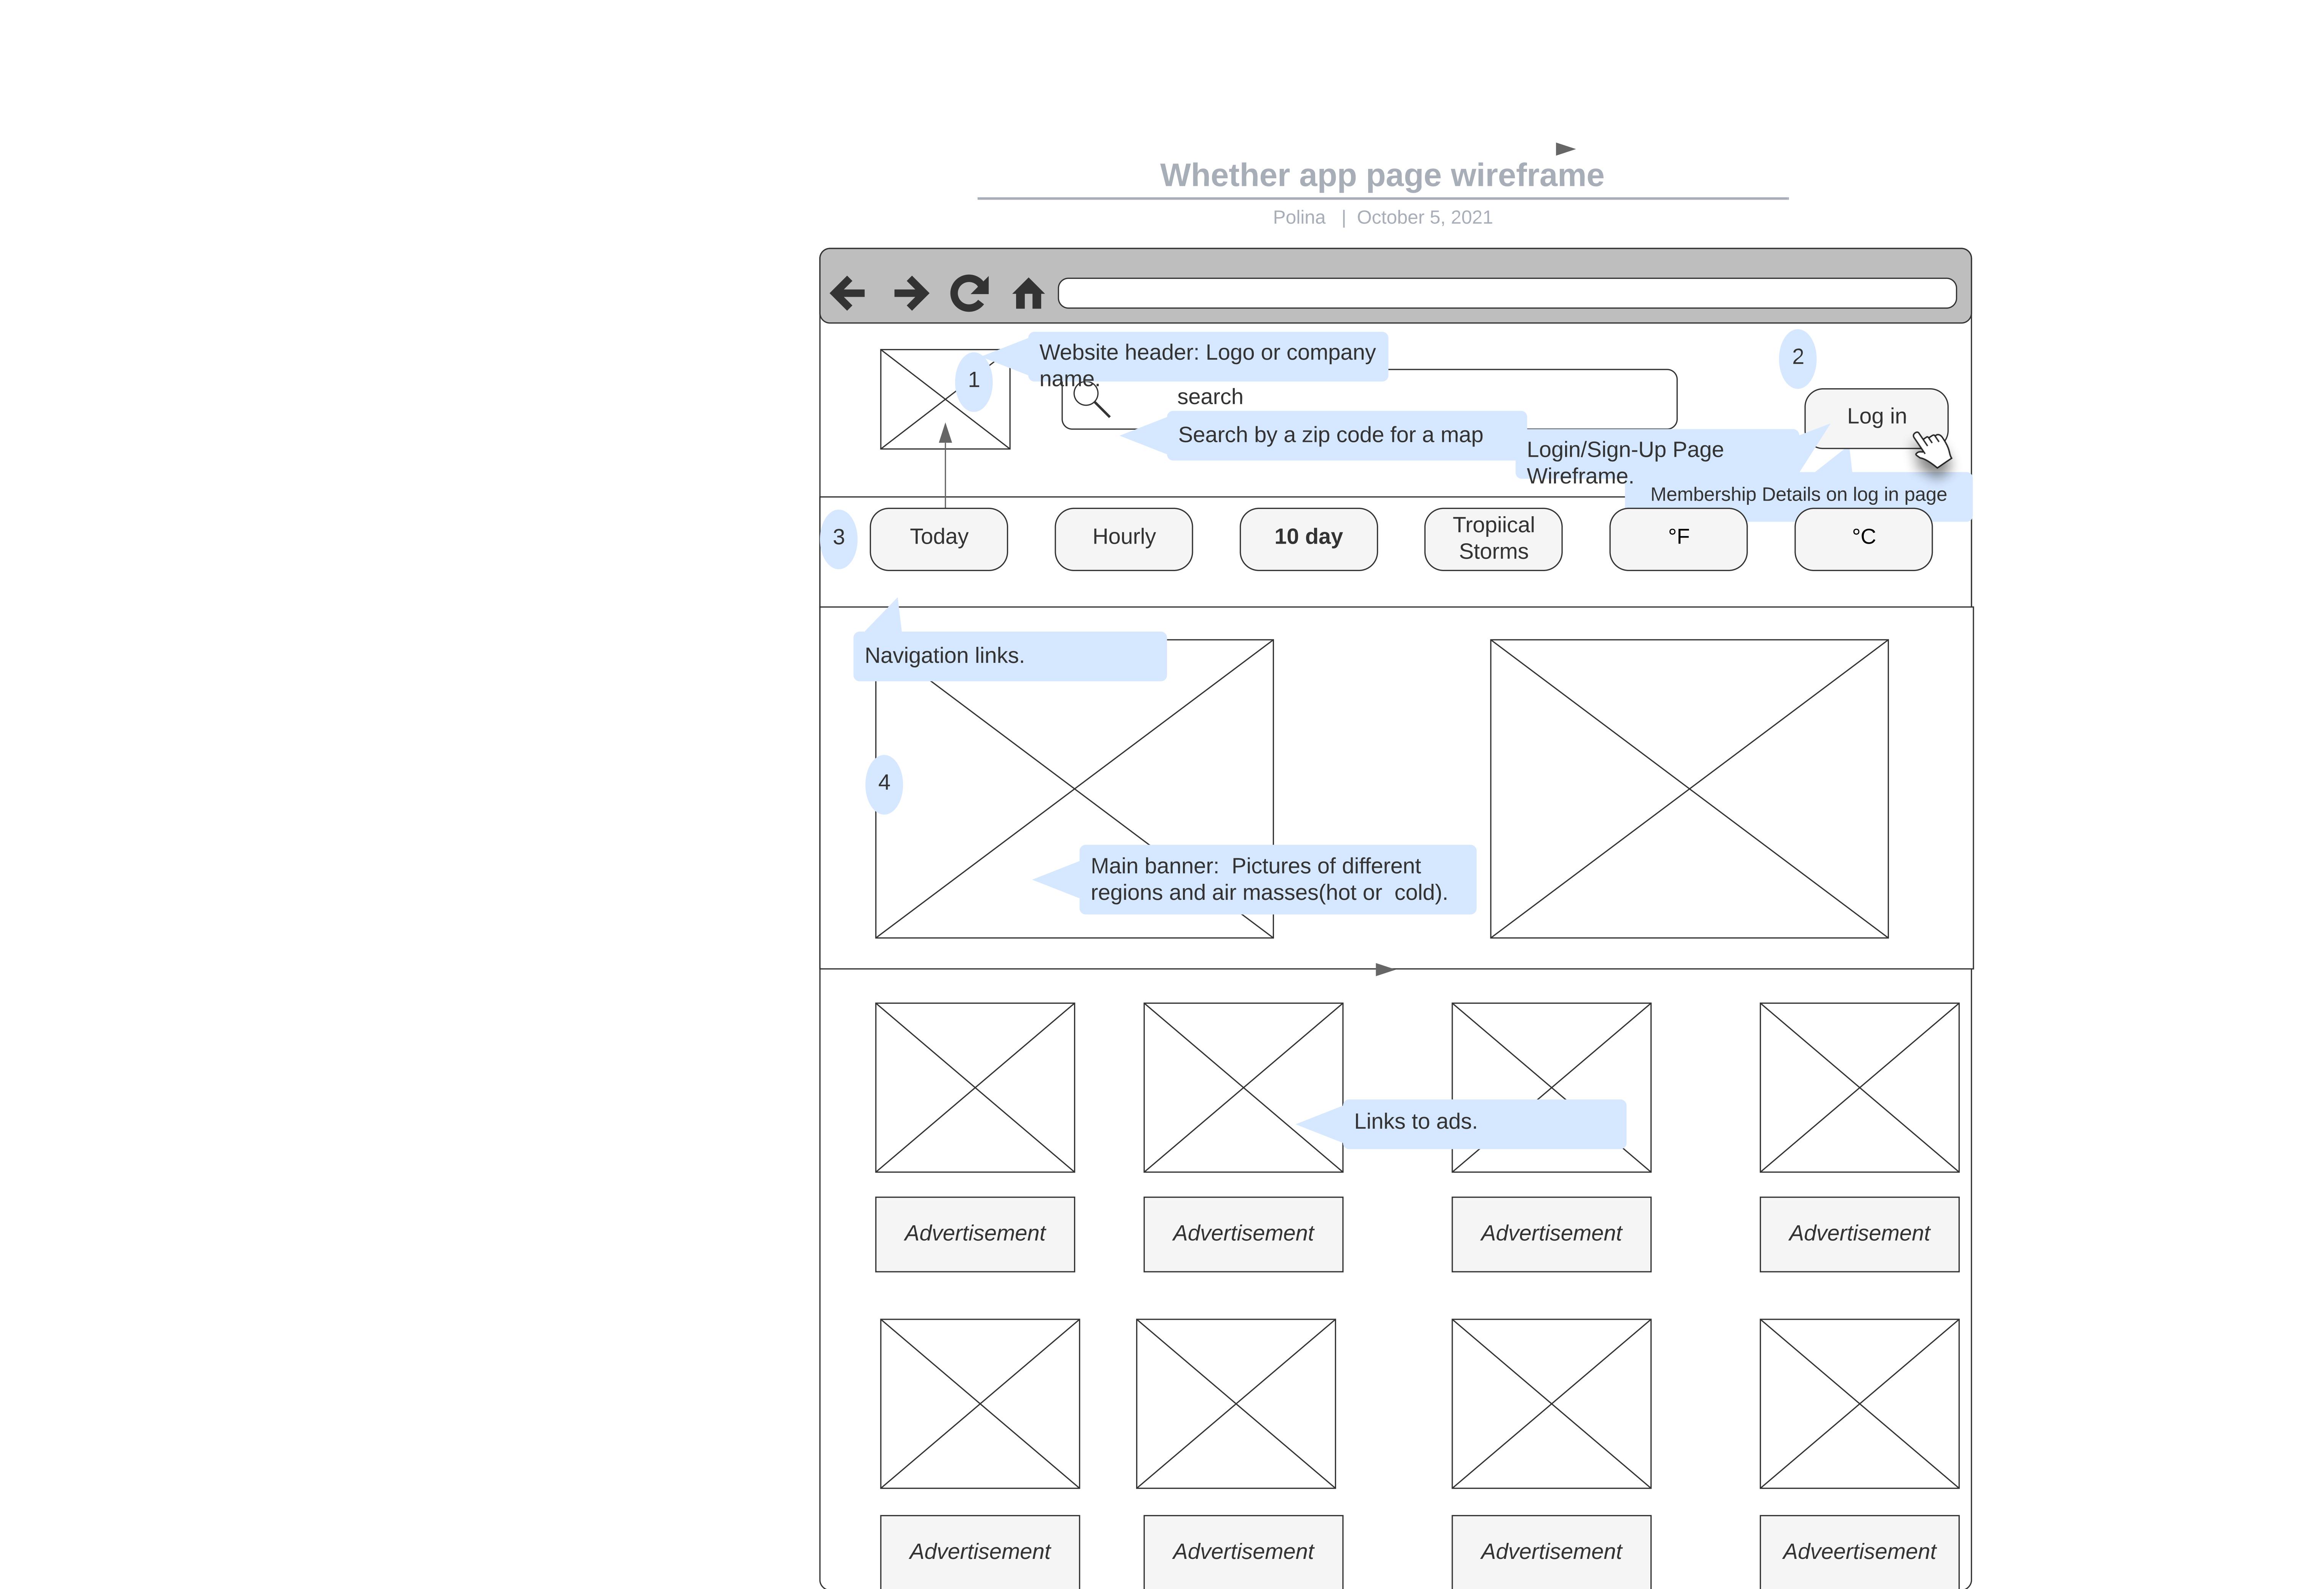 Whether app page wireframe
Polina | October 5, 2021
Website header: Logo or company
name.
1
2
search
Log in
Search by a zip code for a map
Login/Sign-Up Page
Wireframe.
Membership Details on log in page
3
Today
Hourly
10 day
Tropiical
Storms
°F
°C
Navigation links.
4
Main banner: Pictures of different
regions and air masses(hot or cold).
Links to ads.
Advertisement
Advertisement
Advertisement
Advertisement
Advertisement
Advertisement
Advertisement
Adveertisement